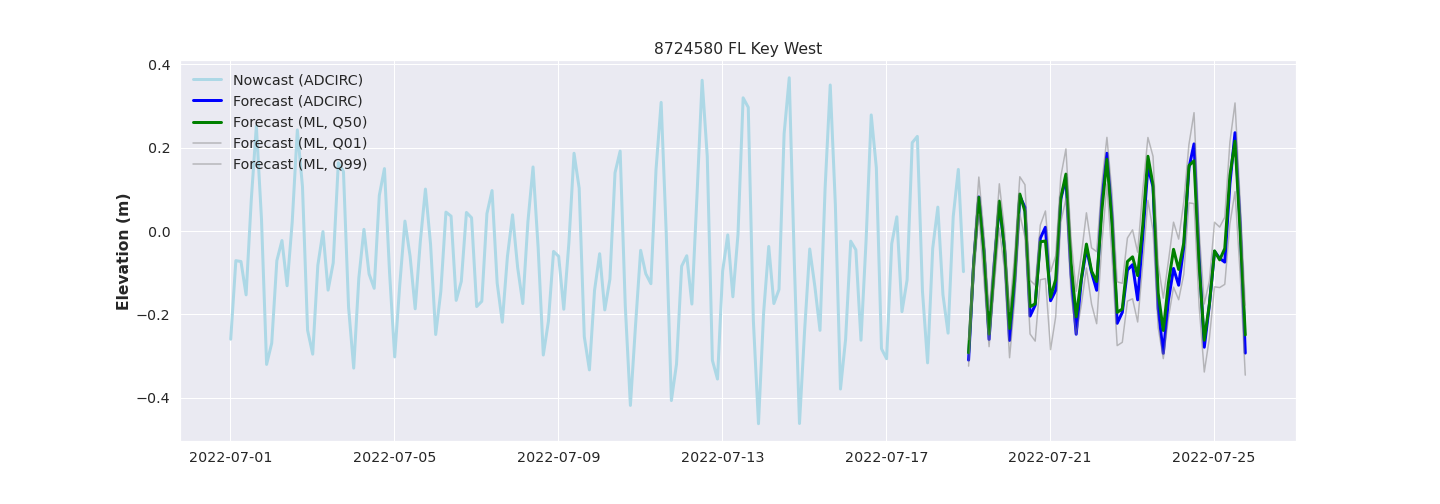 8724580 FL Key West
Elevation (m)
0.4
0.2
0.0
−0.2
−0.4
Nowcast (ADCIRC)
Forecast (ADCIRC)
Forecast (ML, Q50)
Forecast (ML, Q01)
Forecast (ML, Q99)
2022-07-01 2022-07-05 2022-07-09 2022-07-13 2022-07-17 2022-07-21 2022-07-25